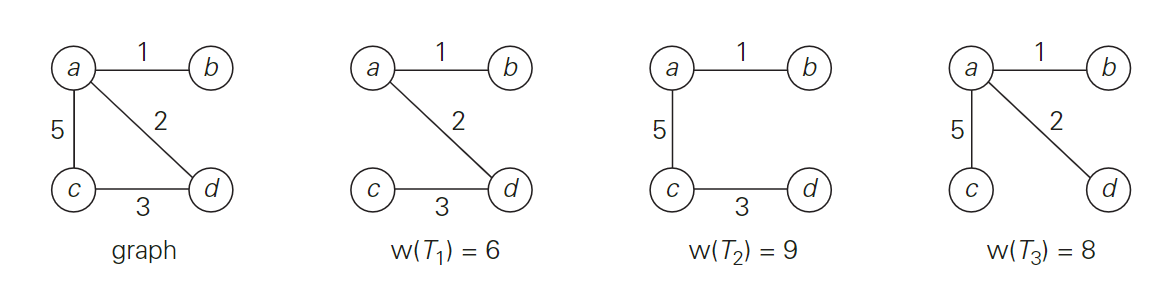 1 1 1 1
a b a b a b a b
5 2 2 5 5 2
c d c d c d c d
3 3 3
graph w(T1) = 6 w(T2) = 9 w(T3) = 8